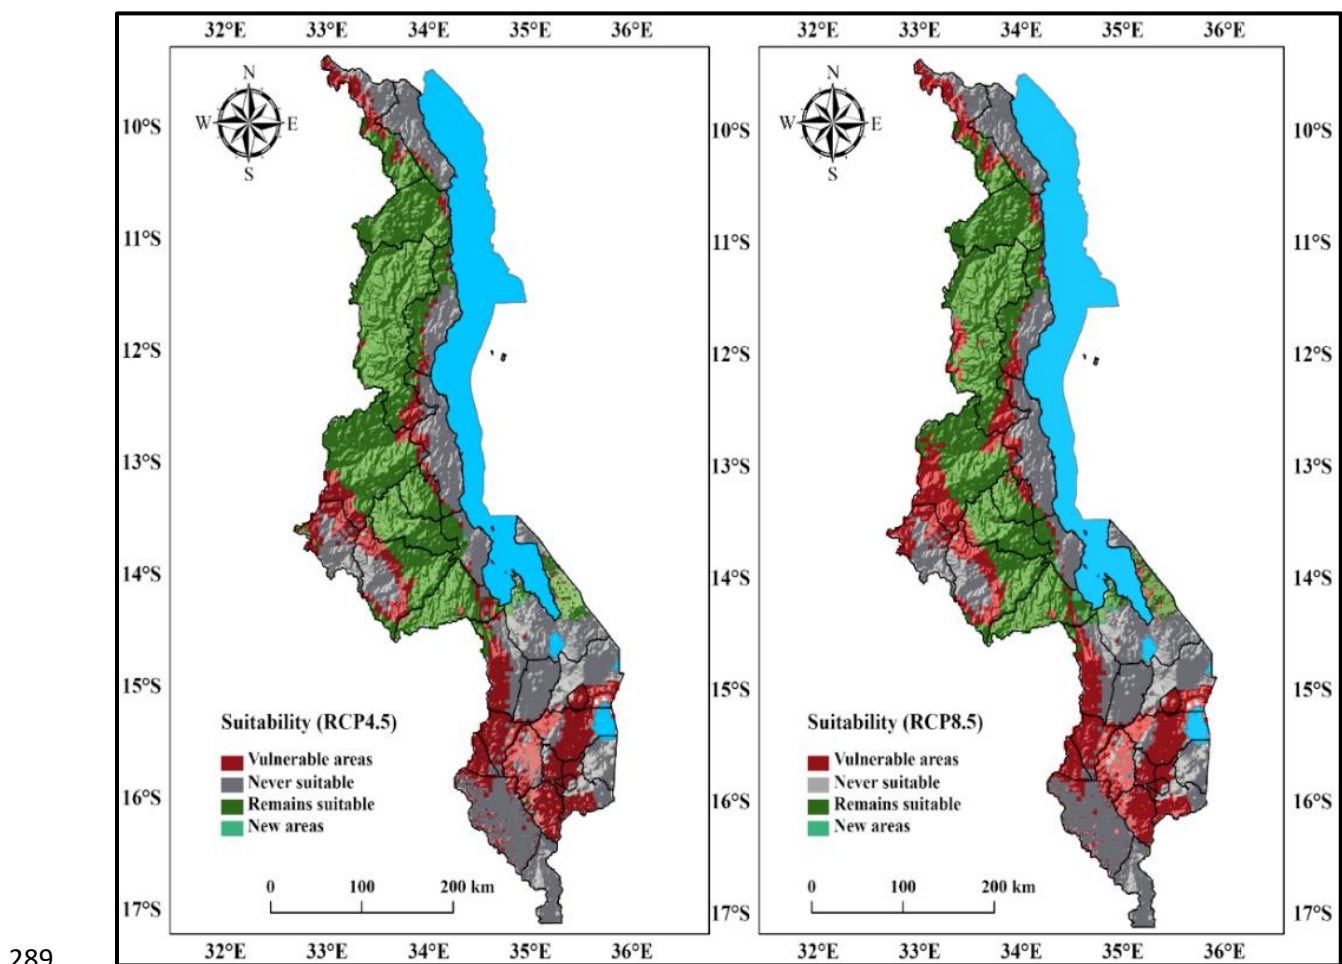 32°E 33°E 34°E 35°E 36°E 32°E 33°E 34°E 35°E 36°E
N
W E
S
N
W E
S
10°S 10°S 10°S
11°S 11°S 11°S
12°S 12°S 12°S
13°S 13°S 13°S
14°S 14°S 14°S
15°S 15°S 15°S
16°S 16°S 16°S
17°S 17°S 17°S
Suitability (RCP4.5)
Vulnerable areas
Never suitable
Remains suitable
New areas
0 100 200 km
Suitability (RCP8.5)
Vulnerable areas
Never suitable
Remains suitable
New areas
0 100 200 km
32°E 33°E 34°E 35°E 36°E 32°E 33°E 34°E 35°E 36°E
289